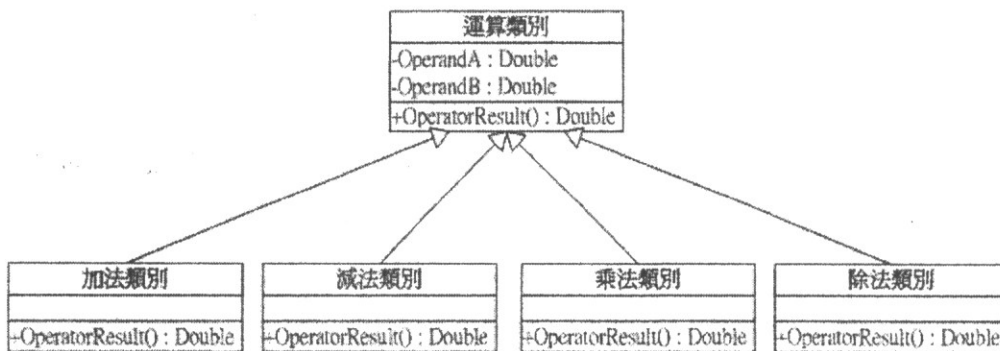 運算類別
-OperandA : Double
-OperandB : Double
+OperatorResult() : Double
加法類別
+OperatorResult() : Double
減法類別
+OperatorResult() : Double
乘法類別
+OperatorResult() : Double
除法類別
+OperatorResult() : Double